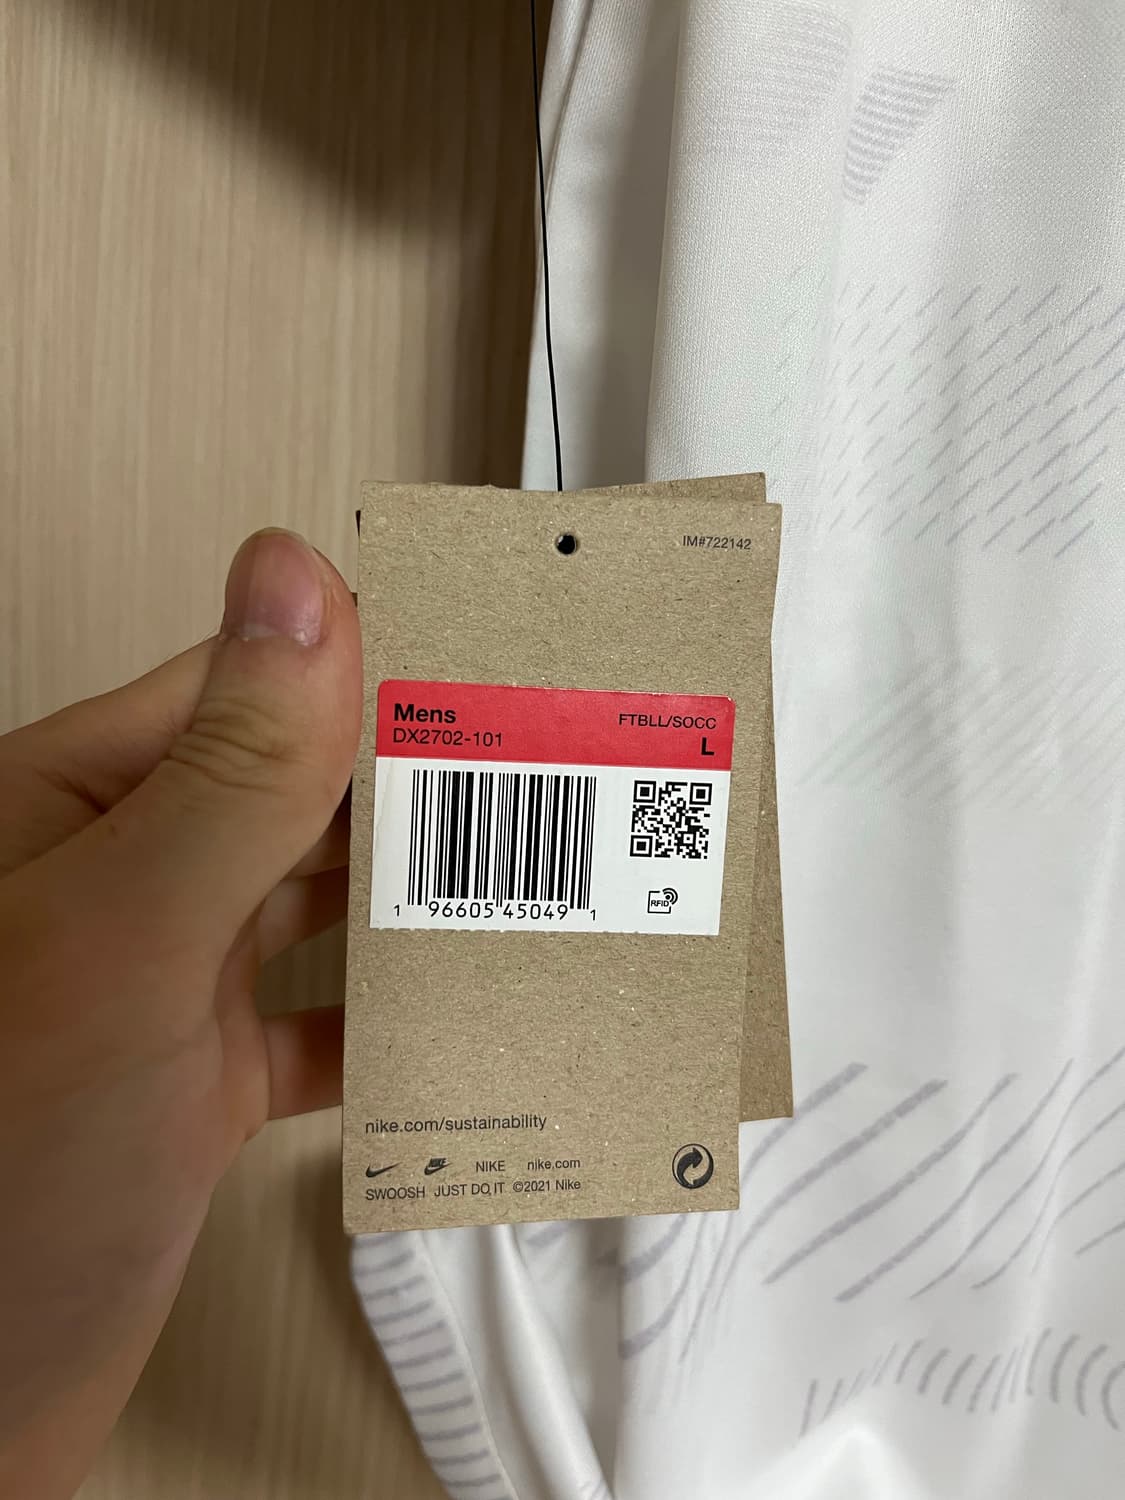 IM#722142
Mens
DX2702-101
FTBLL/SOCC
L
1 96605 45049 1
RFID
nike.com/sustainability
NIKE NIKE nike.com
SWOOSH JUST DO IT ©2021 Nike